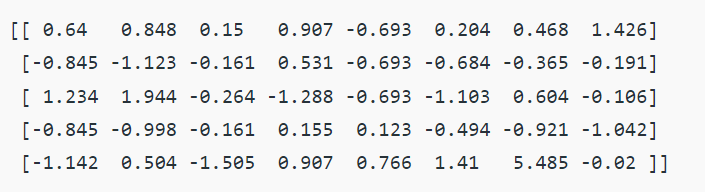 [[ 0.64   0.848  0.15   0.907 -0.693  0.204  0.468  1.426]
 [-0.845 -1.123 -0.161  0.531 -0.693 -0.684 -0.365 -0.191]
 [ 1.234  1.944 -0.264 -1.288 -0.693 -1.103  0.604 -0.106]
 [-0.845 -0.998 -0.161  0.155  0.123 -0.494 -0.921 -1.042]
 [-1.142  0.504 -1.505  0.907  0.766  1.41   5.485 -0.02 ]]